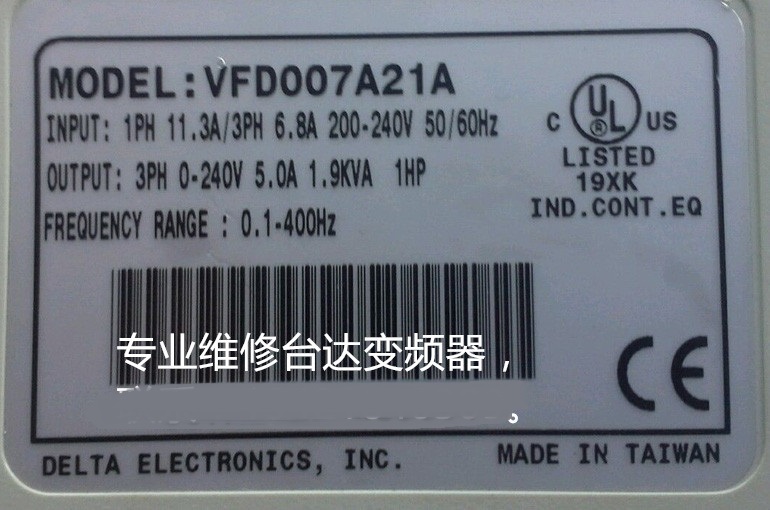 MODEL:VFD007A21A
INPUT: 1PH 11.3A/3PH 6.8A 200-240V 50/60Hz
OUTPUT: 3PH 0-240V 5.0A 1.9KVA 1HP
FREQUENCY RANGE : 0.1-400Hz
C UL ® US
LISTED
19XK
IND.CONT.EQ
专业维修台达变频器，
CE
DELTA ELECTRONICS, INC.
MADE IN TAIWAN